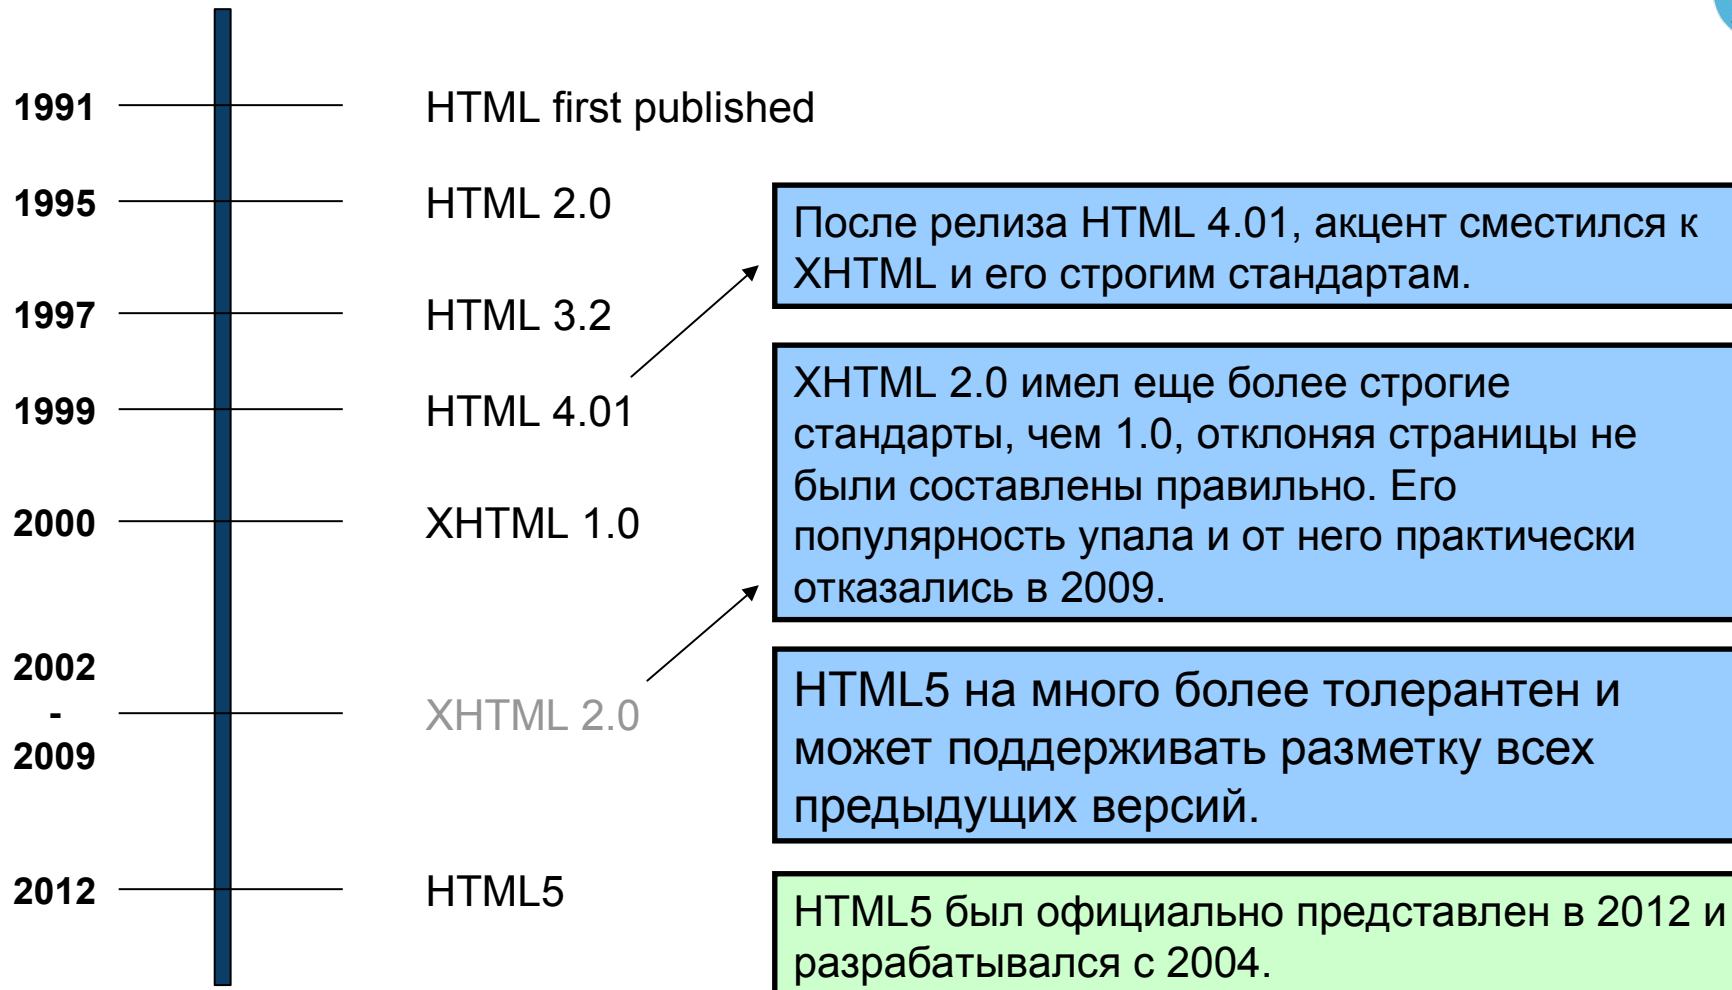 1991 HTML first published
1995 HTML 2.0
После релиза HTML 4.01, акцент сместился к
XHTML и его строгим стандартам.
1997 HTML 3.2
1999 HTML 4.01
XHTML 2.0 имел еще более строгие
стандарты, чем 1.0, отклоняя страницы не
были составлены правильно. Его
популярность упала и от него практически
отказались в 2009.
2000 XHTML 1.0
2002
-
2009
XHTML 2.0
HTML5 на много более толерантен и
может поддерживать разметку всех
предыдущих версий.
2012 HTML5
HTML5 был официально представлен в 2012 и
разрабатывался с 2004.